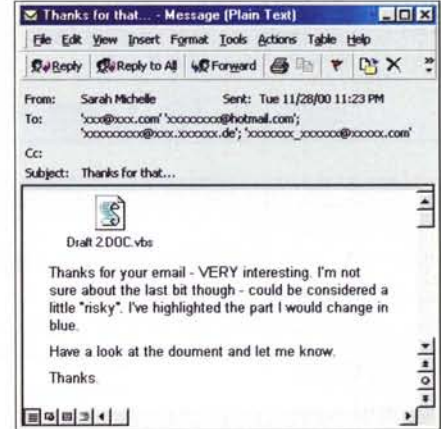 Thanks for that... - Message (Plain Text)
File Edit View Insert Format Tools Actions Table Help
Reply Reply to All Forward
From: Sarah Michelle Sent: Tue 11/28/00 11:23 PM
To: 'xxx@xxx.com' 'xxxxxxxx@hotmail.com';
'xxxxxxxxx@xxx.xxxxxx.de'; 'xxxxxxx_xxxxxx@xxxxx.com'
Cc:
Subject: Thanks for that...
Draft 2.DOC.vbs
Thanks for your email - VERY interesting. I'm not
sure about the last bit though - could be considered a
little "risky". I've highlighted the part I would change in
blue.
Have a look at the doument and let me know.
Thanks.